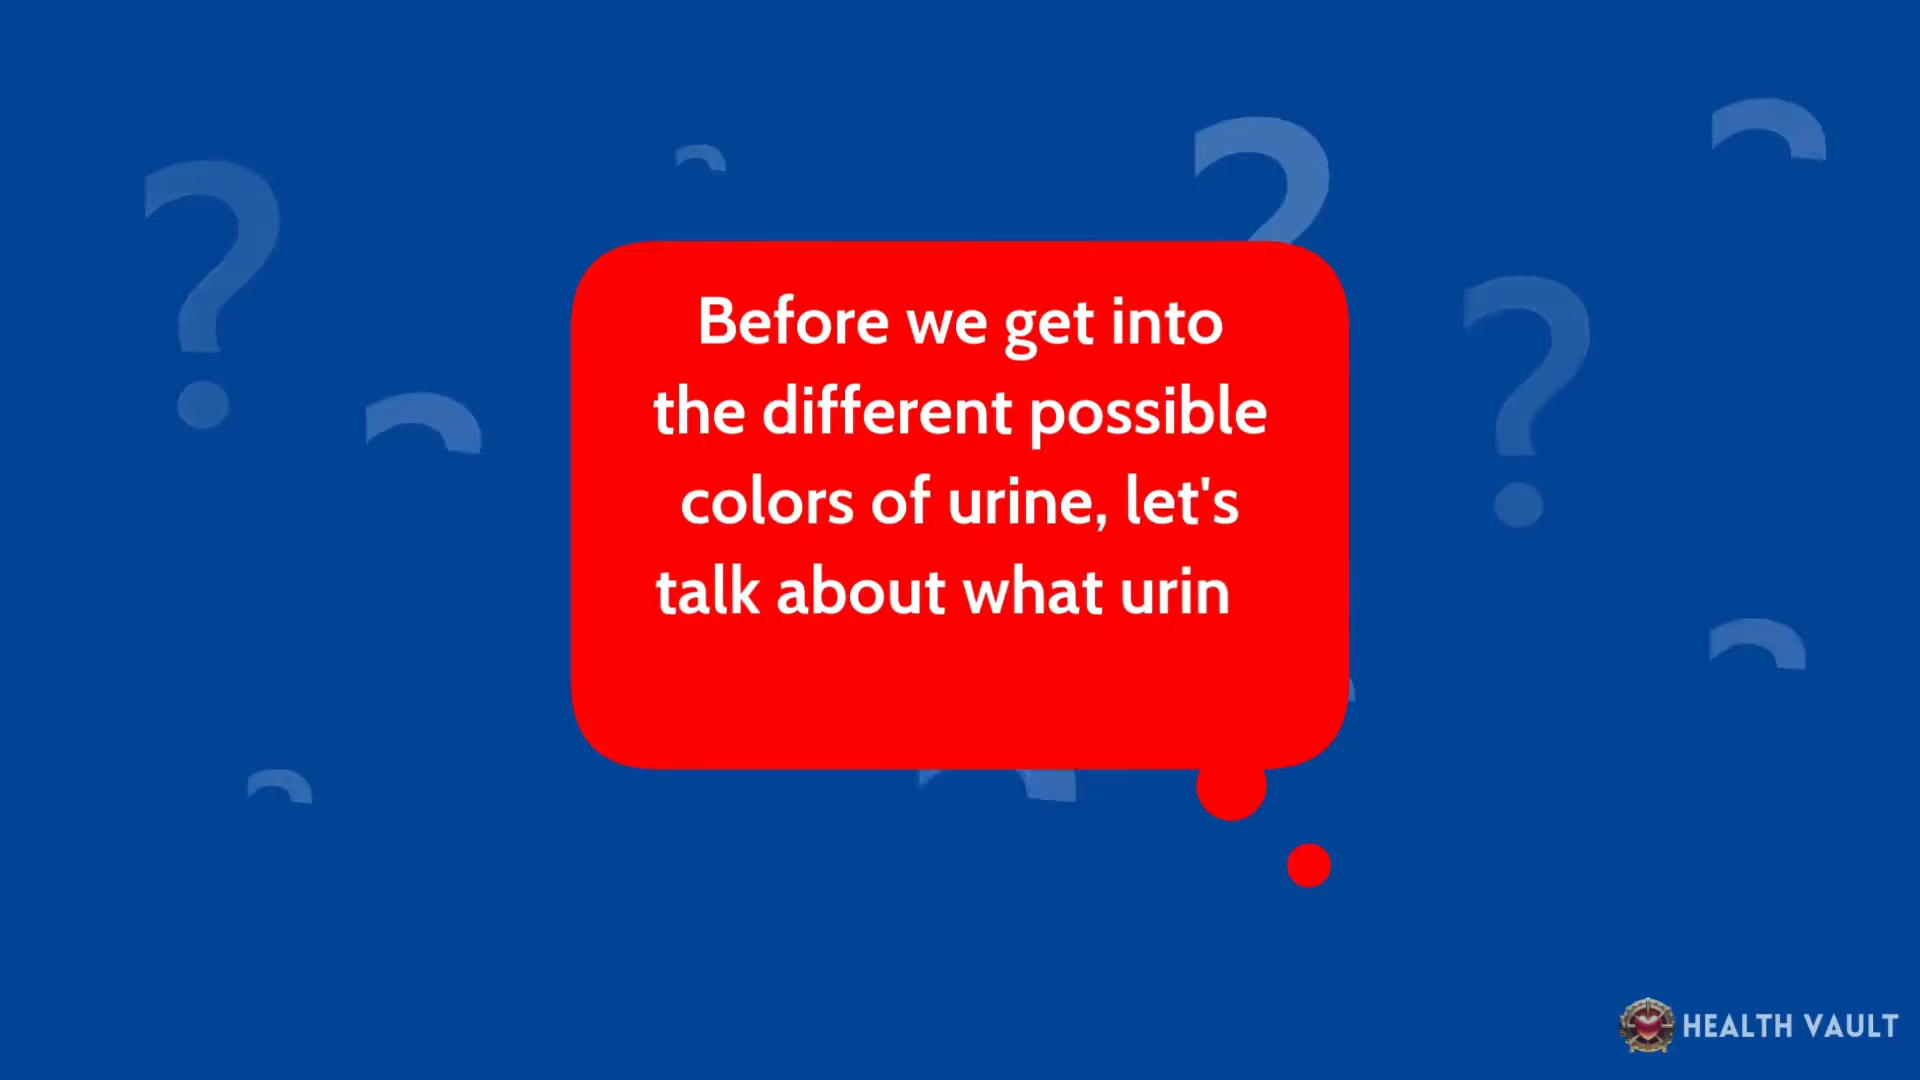 Before we get into
the different possible
colors of urine, let's
talk about what urin
HEALTH VAULT